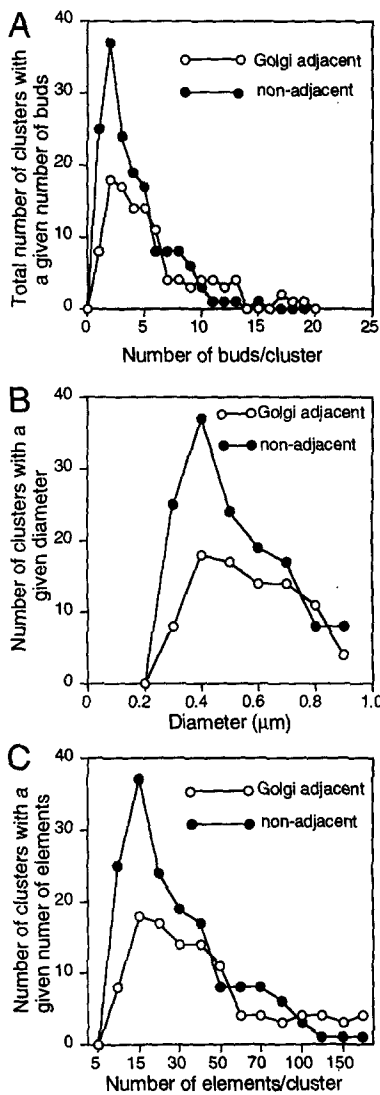 A
Total number of clusters with
a given number of buds
40
30
20
10
0
Golgi adjacent
non-adjacent
0 5 10 15 20 25
Number of buds/cluster
B
Number of clusters with a
given diameter
40
30
20
10
0
Golgi adjacent
non-adjacent
0 0.2 0.4 0.6 0.8 1.0
Diameter (μm)
C
Number of clusters with a
given numer of elements
40
30
20
10
0
Golgi adjacent
non-adjacent
5 15 30 50 70 100 150
Number of elements/cluster